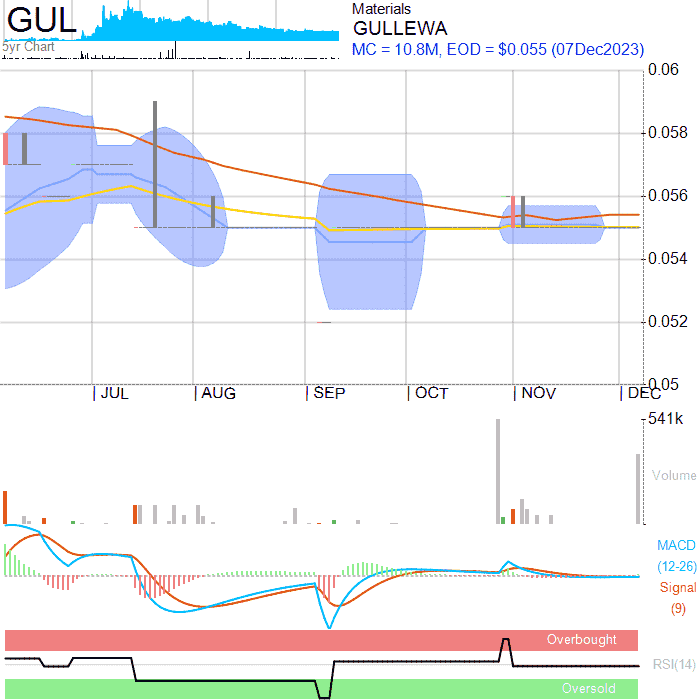 GUL
5yr Chart
Materials
GULLEWA
MC = 10.8M, EOD = $0.055 (07Dec2023)
0.06
0.058
0.056
0.054
0.052
0.05
JUL
AUG
SEP
OCT
NOV
DEC
541k
Volume
MACD
(12-26)
Signal
(9)
Overbought
RSI(14)
Oversold